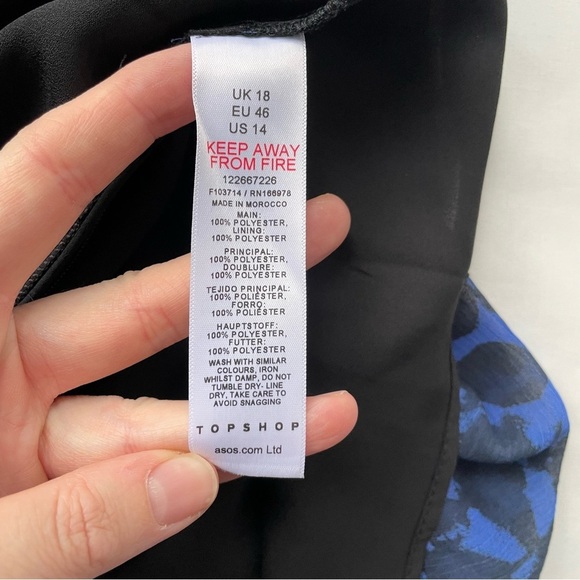 UK 18
EU 46
US 14
KEEP AWAY
FROM FIRE
122667226
F103714 / RN166978
MADE IN MOROCCO
MAIN:
100% POLYESTER,
LINING:
100% POLYESTER
PRINCIPAL:
100% POLYESTER,
DOUBLURE:
100% POLYESTER
TEJIDO PRINCIPAL:
100% POLIÉSTER,
FORRO:
100% POLIÉSTER
HAUPTSTOFF:
100% POLYESTER,
FUTTER:
100% POLYESTER
WASH WITH SIMILAR
COLOURS, IRON
WHILST DAMP, DO NOT
TUMBLE DRY- LINE
DRY, TAKE CARE TO
AVOID SNAGGING
TOPSHOP
asos.com Ltd